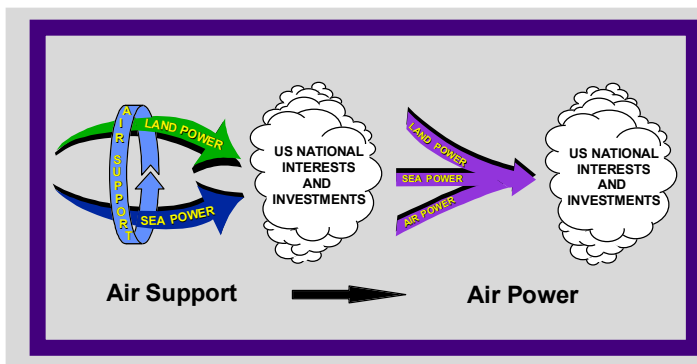 AIR SUPPORT
LAND POWER
SEA POWER
US NATIONAL
INTERESTS
AND
INVESTMENTS
LAND POWER
SEA POWER
AIR POWER
US NATIONAL
INTERESTS
AND
INVESTMENTS
Air Support
Air Power